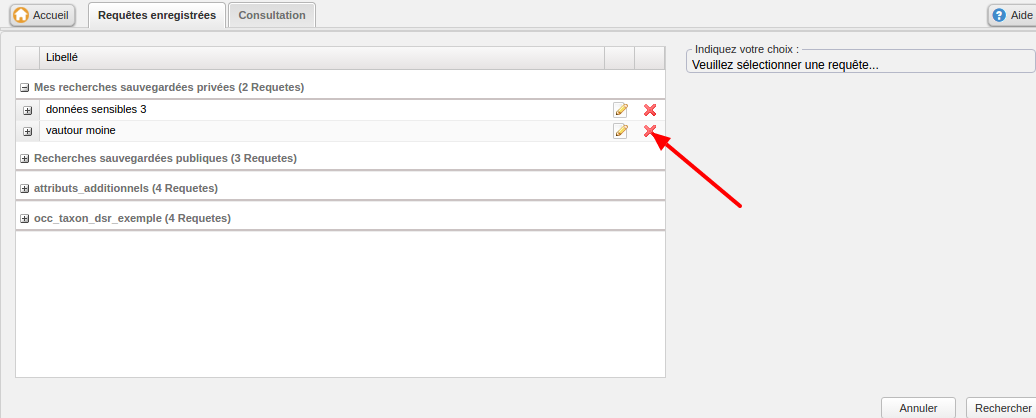 Accueil
Requêtes enregistrées
Consultation
Aide
Libellé
Indiquez votre choix :
Veuillez sélectionner une requête...
Mes recherches sauvegardées privées (2 Requetes)
données sensibles 3
vautour moine
Recherches sauvegardées publiques (3 Requetes)
attributs_additionnels (4 Requetes)
occ_taxon_dsr_exemple (4 Requetes)
Annuler
Rechercher